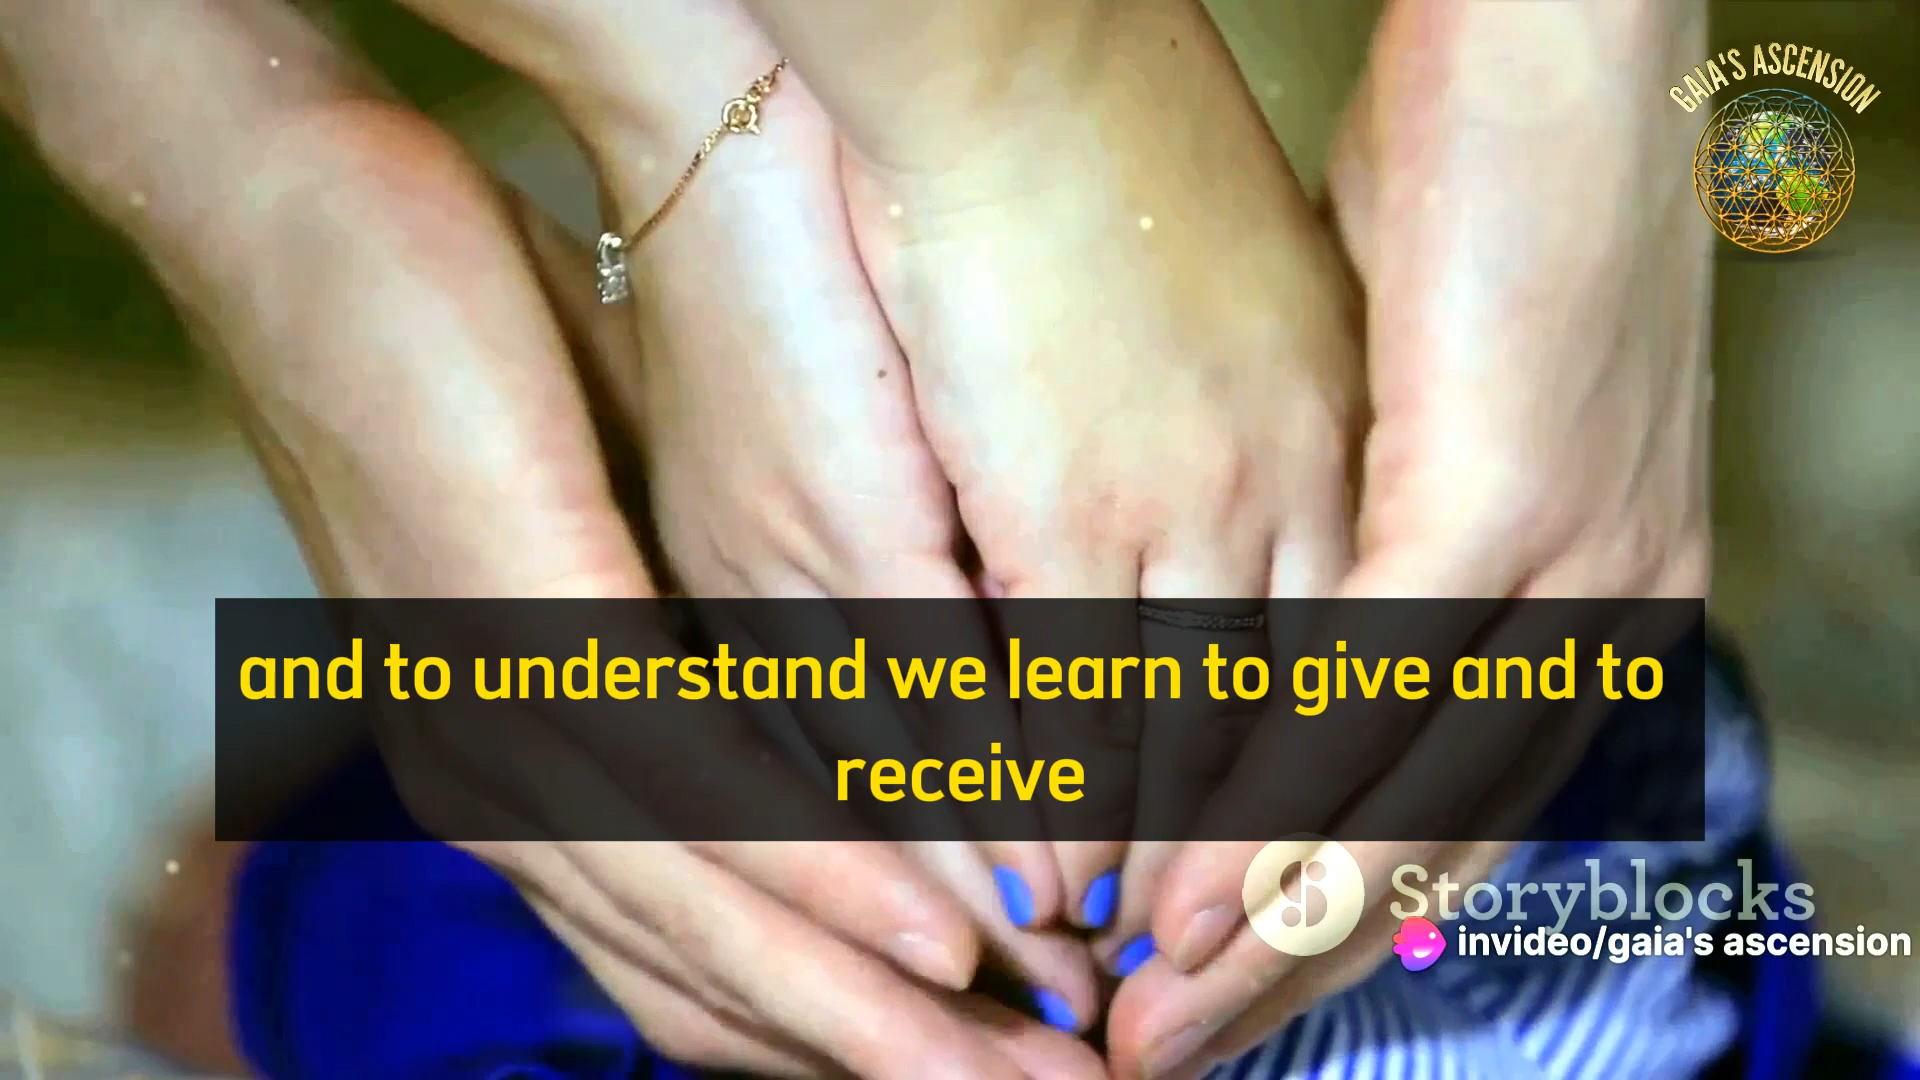 GAIA'S ASCENSION
and to understand we learn to give and to
receive
Storyblocks
invideo/gaia's ascension